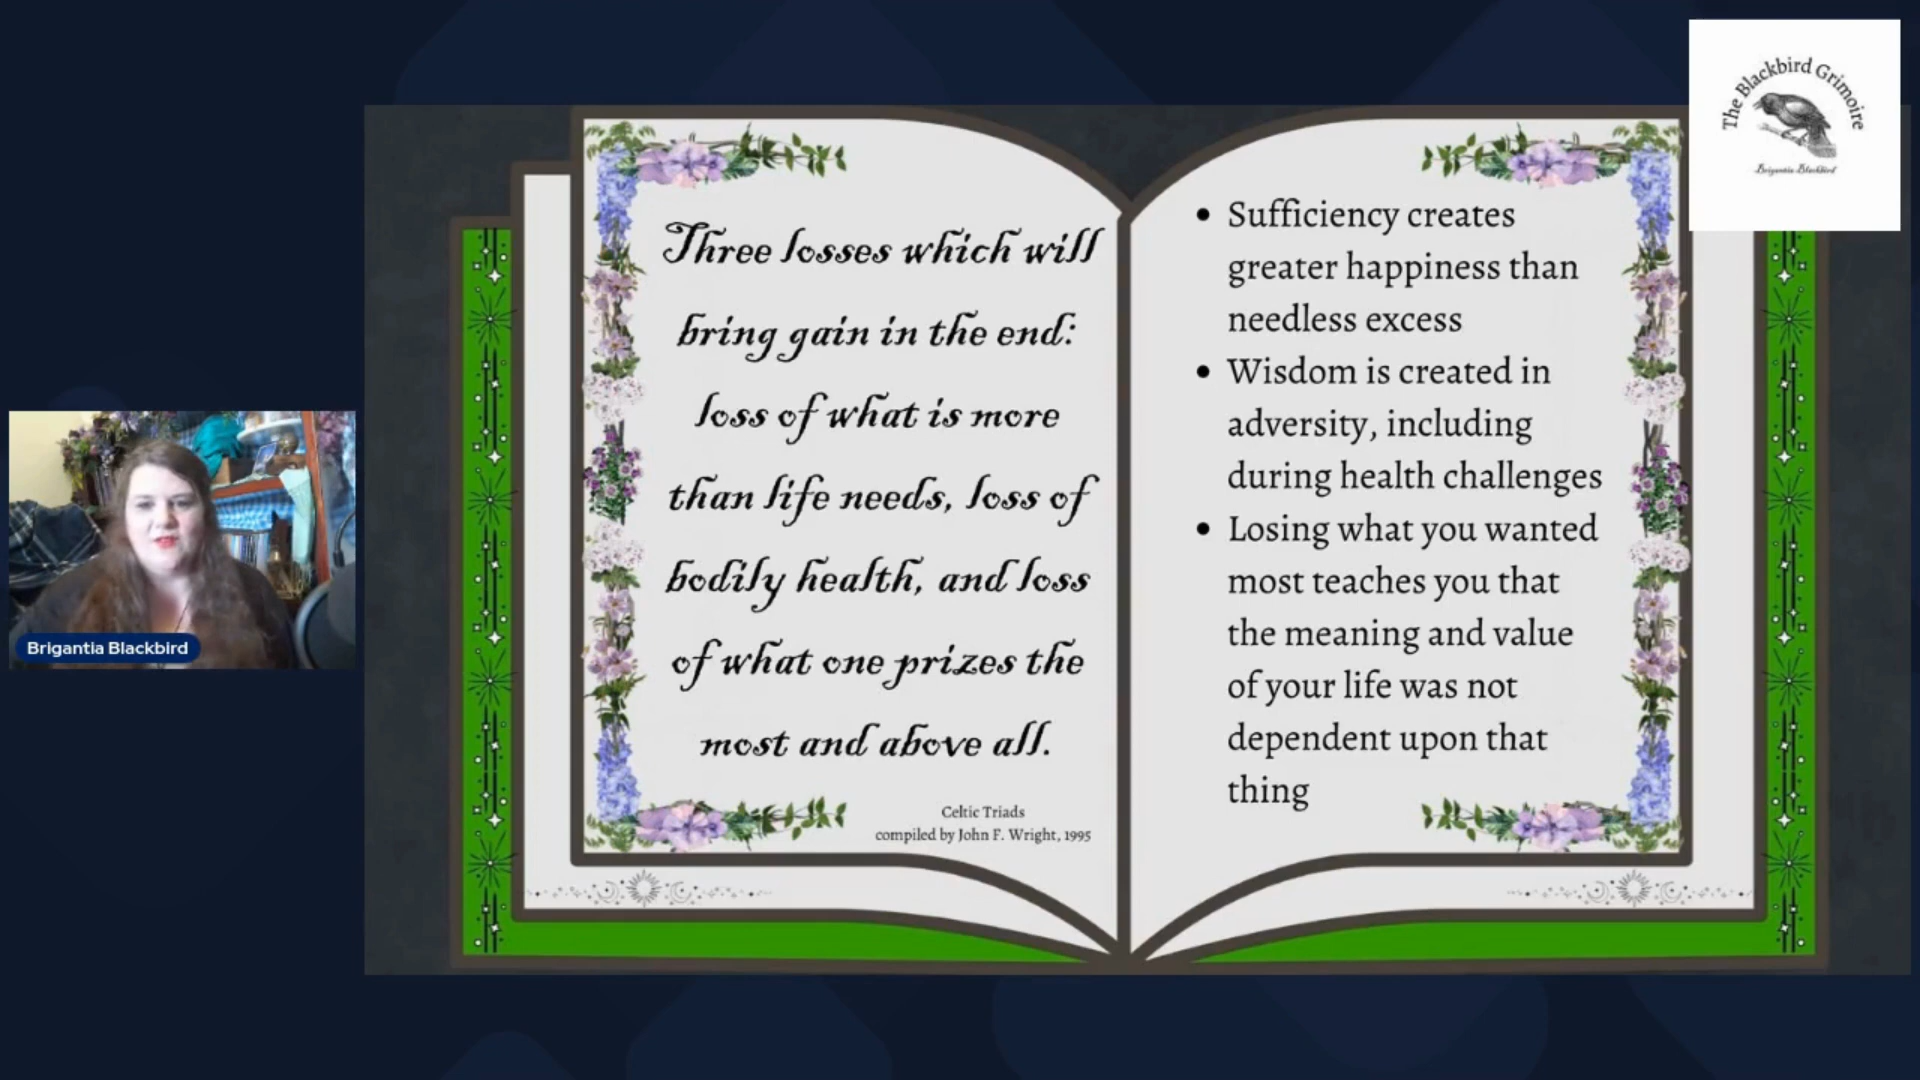 The Blackbird Grimoire
Brigantia Blackbird
Three losses which will
bring gain in the end:
loss of what is more
than life needs, loss of
bodily health, and loss
of what one prizes the
most and above all.
Celtic Triads
compiled by John F. Wright, 1995
• Sufficiency creates
greater happiness than
needless excess
• Wisdom is created in
adversity, including
during health challenges
• Losing what you wanted
most teaches you that
the meaning and value
of your life was not
dependent upon that
thing
Brigantia Blackbird